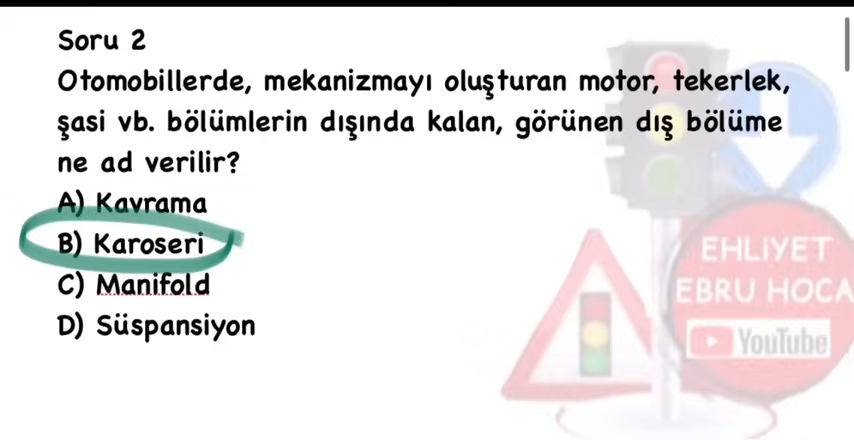 Soru 2
Otomobillerde, mekanizmayı oluşturan motor, tekerlek,
şasi vb. bölümlerin dışında kalan, görünen dış bölüme
ne ad verilir?
A) Kavrama
B) Karoseri
C) Manifold
D) Süspansiyon
EHLİYET
EBRU HOCA
YouTube